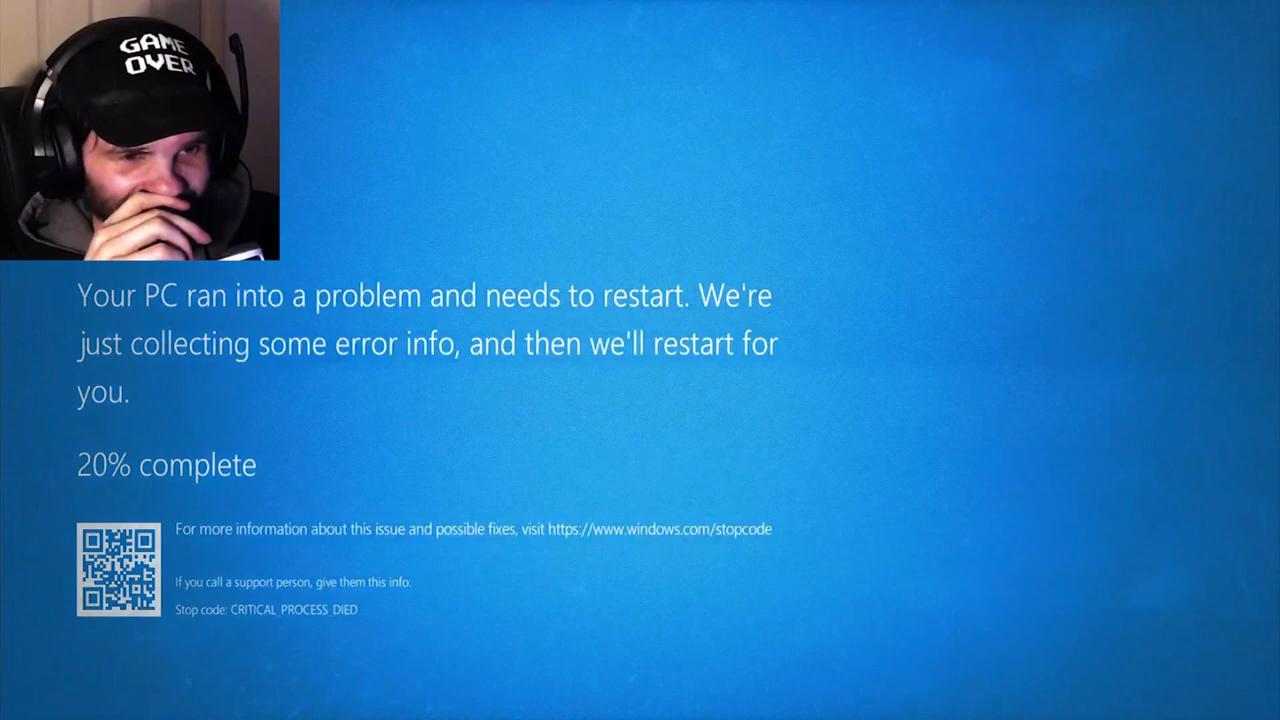 GAME
OVER
Your PC ran into a problem and needs to restart. We're
just collecting some error info, and then we'll restart for
you.
20% complete
For more information about this issue and possible fixes, visit https://www.windows.com/stopcode
If you call a support person, give them this info:
Stop code: CRITICAL_PROCESS_DIED